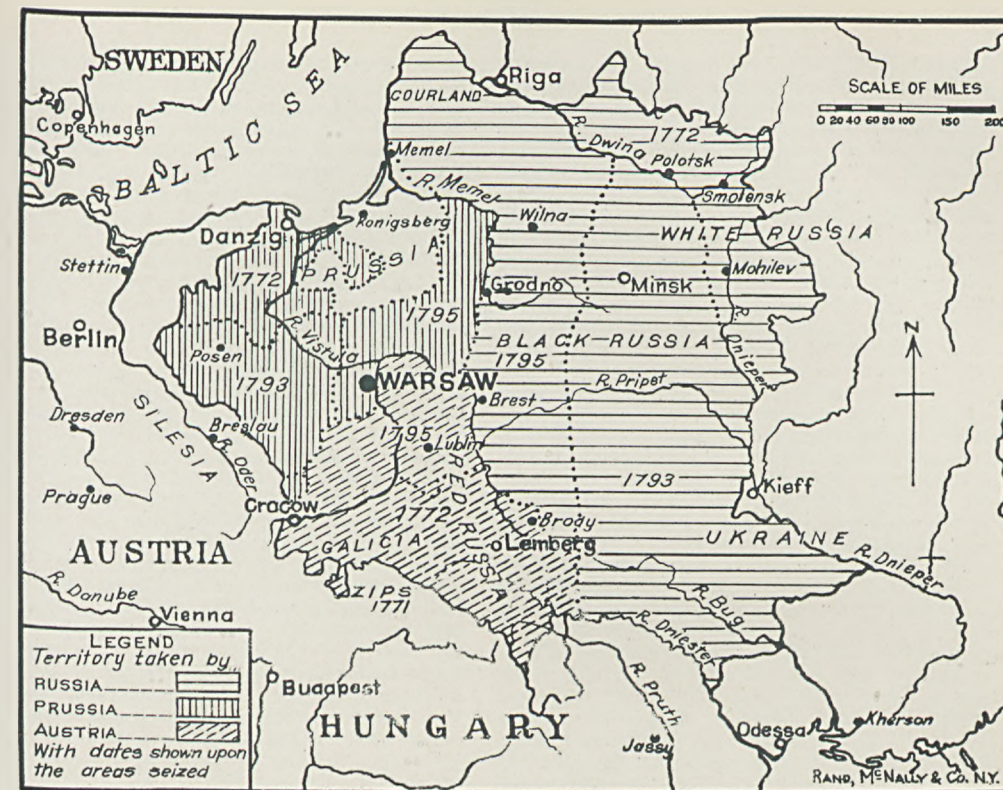 SWEDEN
BALTIC SEA
Copenhagen
Riga
COURLAND
SCALE OF MILES
0 20 40 60 80 100 150 200
R. Dwina
1772
Polotsk
Smolensk
Memel
R. Memel
Konigsberg
Wilna
WHITE RUSSIA
Danzig
PRUSSIA
Stettin
1772
Grodno
Minsk
Mohilev
R. Dnieper
Berlin
1795
R. Vistula
BLACK RUSSIA
1795
N
Posen
1793
WARSAW
R. Pripet
Brest
Dresden
SILESIA
Breslau
R. Oder
1795
Lublin
RED RUSSIA
1793
Kieff
Prague
Cracow
1772
Brody
GALICIA
Lemberg
UKRAINE
R. Dnieper
AUSTRIA
ZIPS
1771
R. Bug
R. Danube
Vienna
R. Dniester
LEGEND
Territory taken by
RUSSIA
PRUSSIA
AUSTRIA
With dates shown upon
the areas seized
Budapest
HUNGARY
R. Pruth
Jassy
Odessa
Kherson
RAND, McNALLY & CO. N.Y.